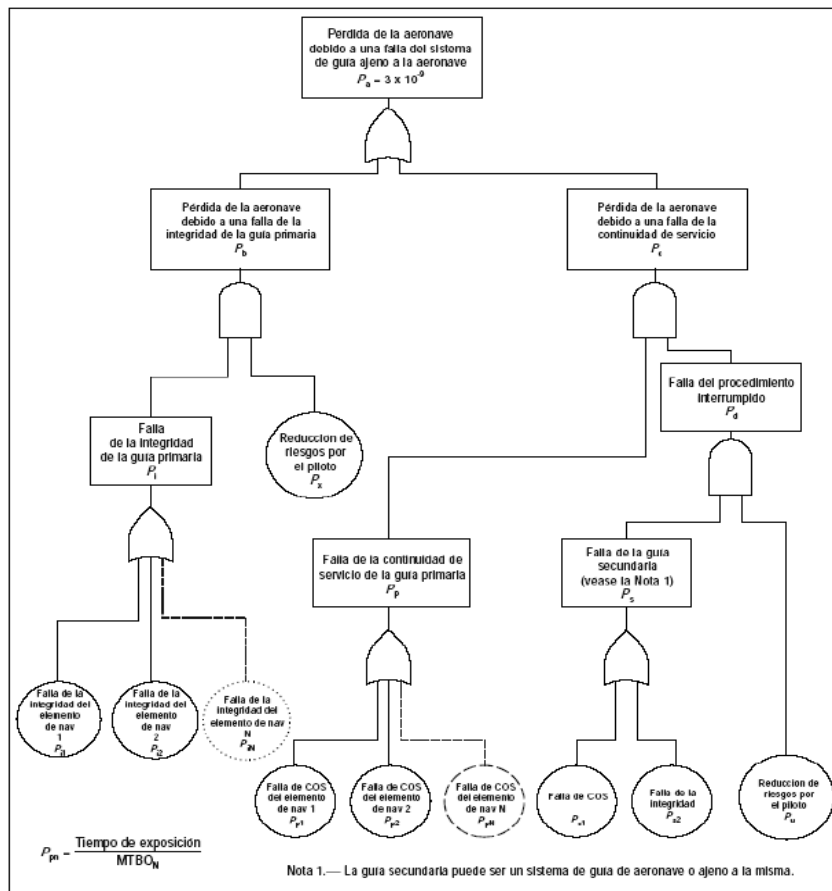 Perdida de la aeronave
debido a una falla del sistema
de guía ajeno a la aeronave
Pa = 3 x 10-9
Pérdida de la aeronave
debido a una falla de la
integridad de la guía primaria
Pb
Pérdida de la aeronave
debido a una falla de la
continuidad de servicio
Pc
Falla del procedimiento
interrumpido
Pd
Falla
de la integridad
de la guía primaria
Pi
Reduccion de
riesgos por
el piloto
Px
Falla de la continuidad de
servicio de la guía primaria
Pp
Falla de la guía
secundaria
(vease la Nota 1)
Ps
Falla de la
integridad del
elemento
de nav
1
Pi1
Falla de la
integridad del
elemento
de nav
2
Pi2
Falla de la
integridad del
elemento de nav
N
PiN
Falla de COS
del elemento
de nav 1
Pp1
Falla de COS
del elemento
de nav 2
Pp2
Falla de COS
del elemento
de nav N
PpN
Falla de COS
Ps1
Falla de la
integridad
Ps2
Reduccion de
riesgos por
el piloto
Pu
Ppn = Tiempo de exposición
MTBON
Nota 1.— La guía secundaria puede ser un sistema de guía de aeronave o ajeno a la misma.